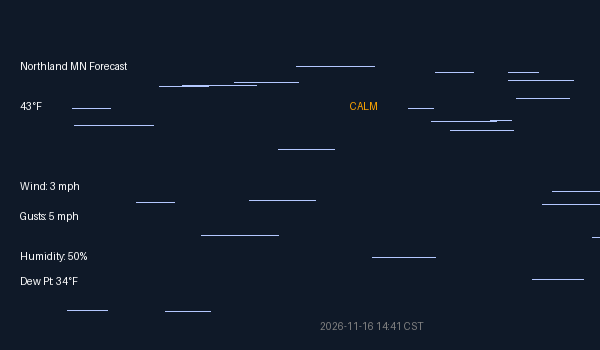 Northland MN Forecast
43°F
CALM
Wind: 3 mph
Gusts: 5 mph
Humidity: 50%
Dew Pt: 34°F
2026-11-16 14:41 CST